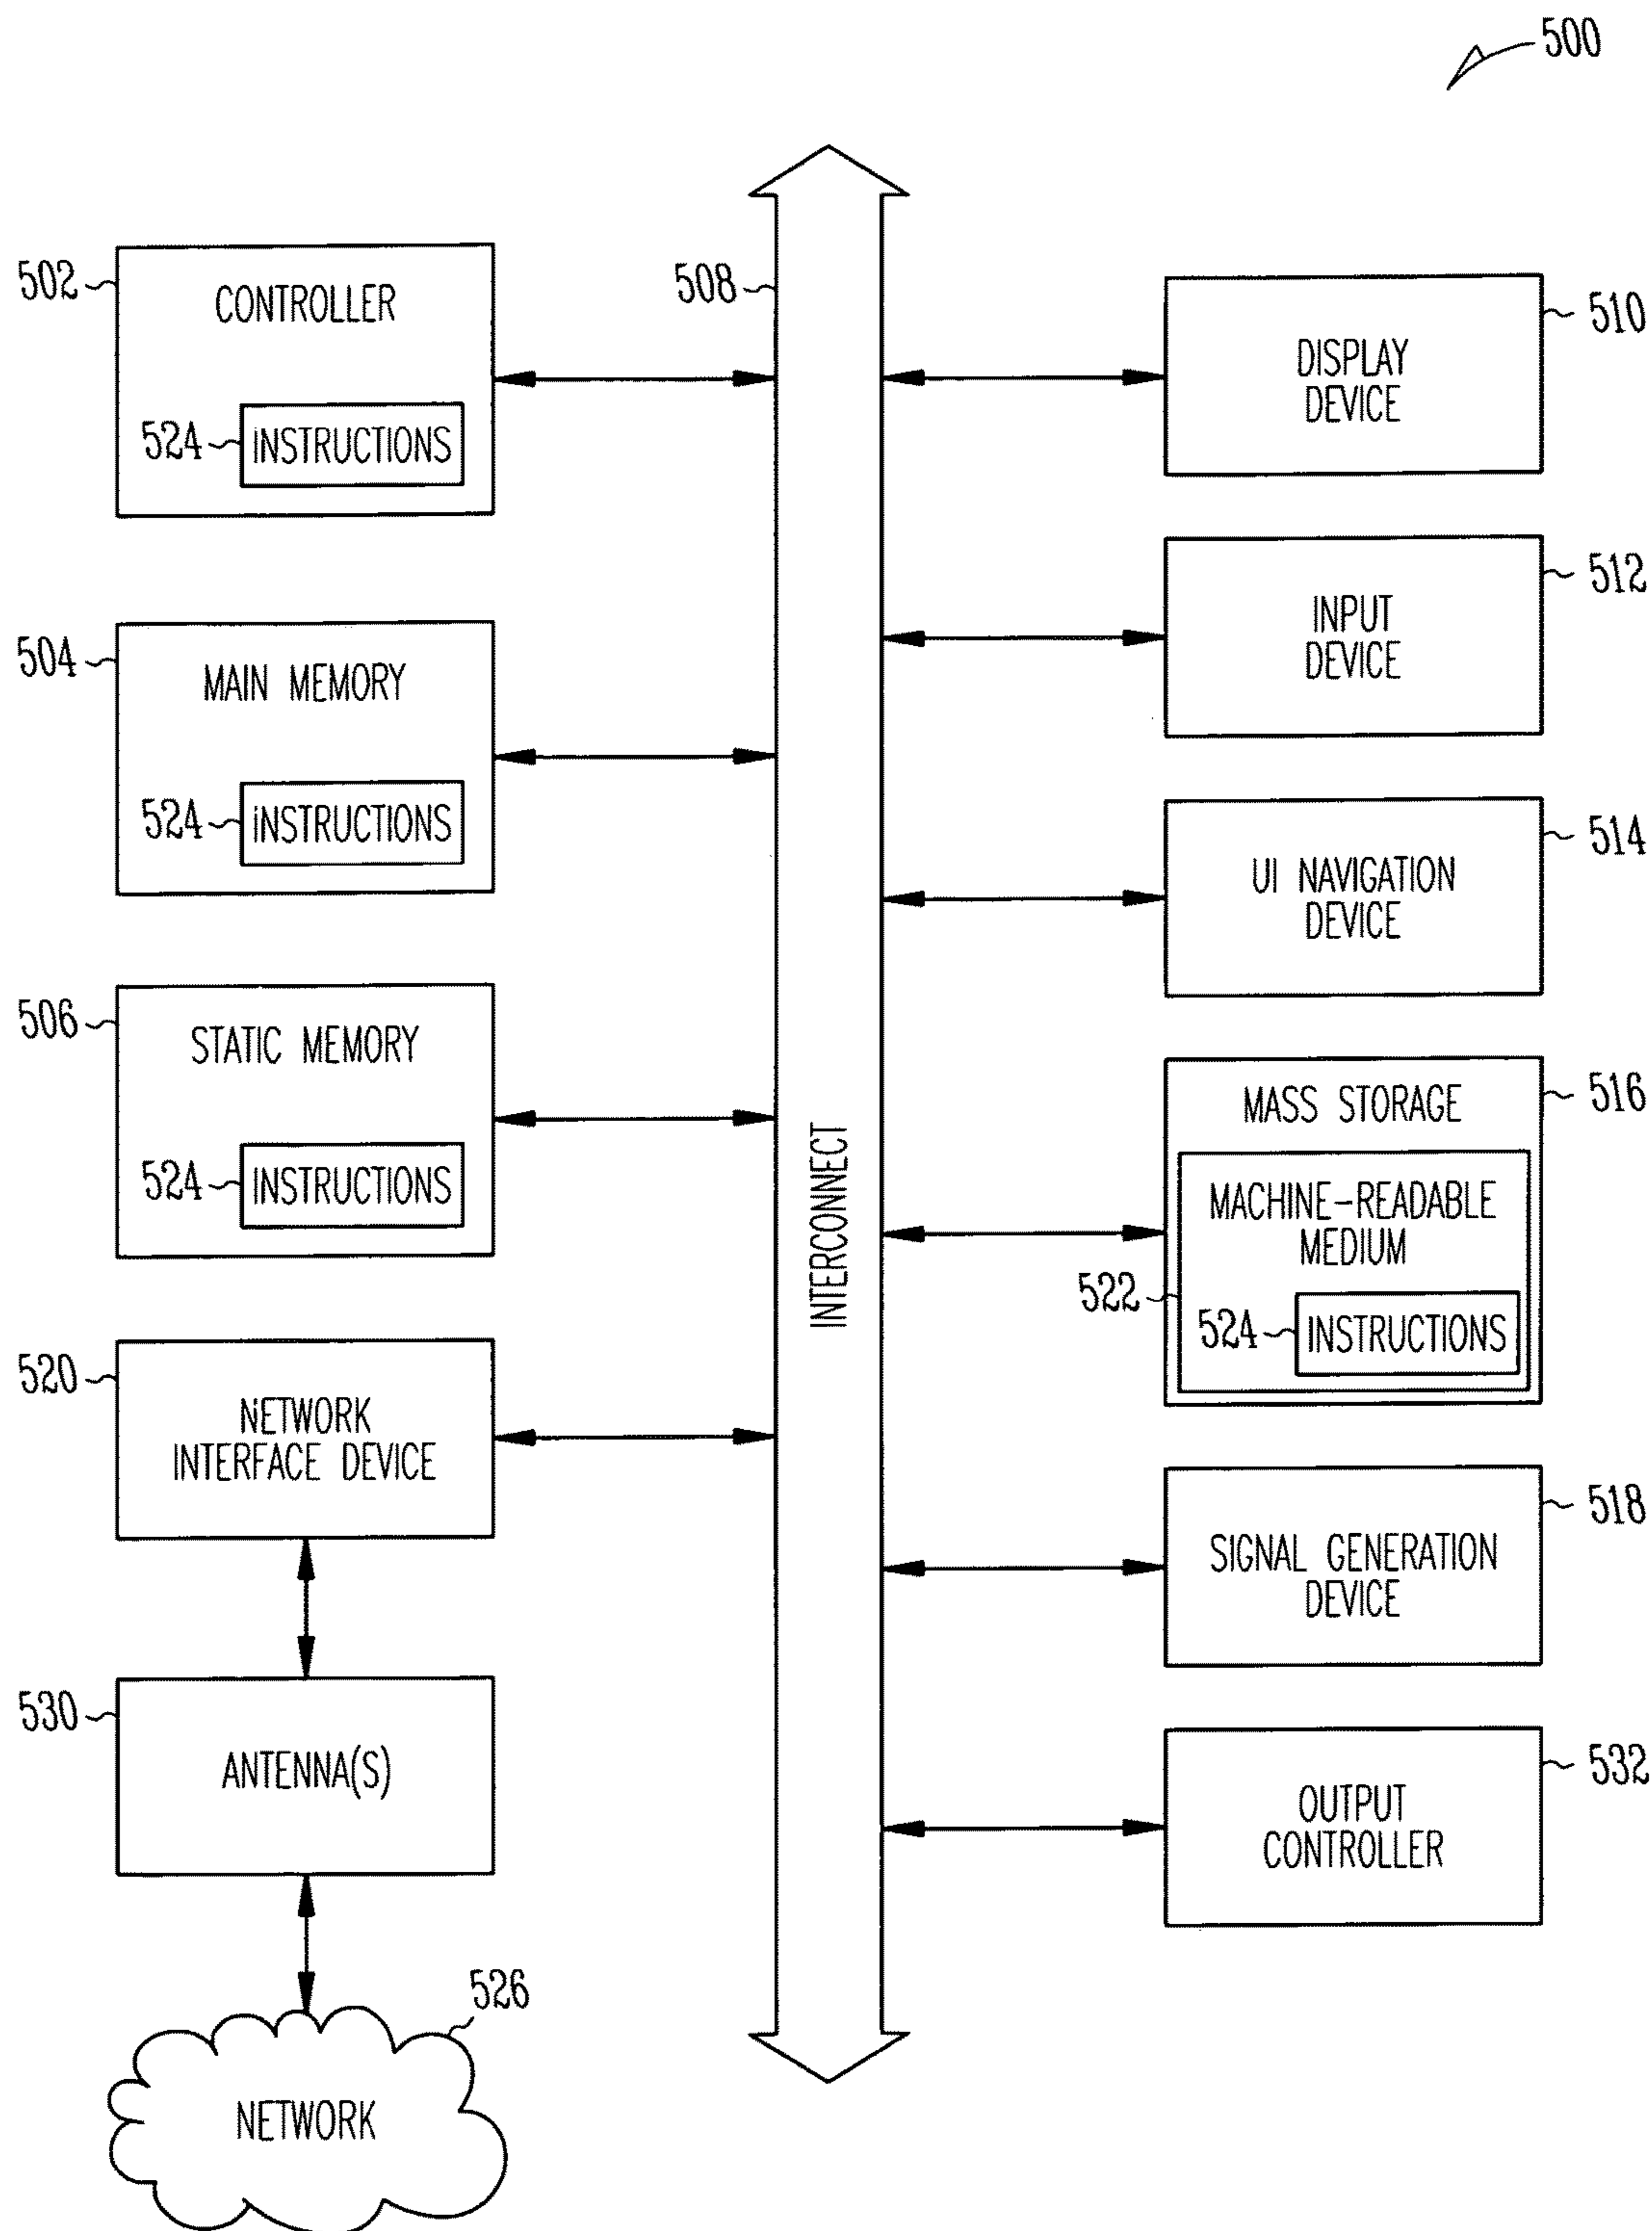 500
502
CONTROLLER
524
INSTRUCTIONS
504
MAIN MEMORY
524
INSTRUCTIONS
506
STATIC MEMORY
524
INSTRUCTIONS
520
NETWORK
INTERFACE DEVICE
530
ANTENNA(S)
526
NETWORK
508
INTERCONNECT
510
DISPLAY
DEVICE
512
INPUT
DEVICE
514
UI NAVIGATION
DEVICE
516
MASS STORAGE
MACHINE-READABLE
MEDIUM
522
524
INSTRUCTIONS
518
SIGNAL GENERATION
DEVICE
532
OUTPUT
CONTROLLER